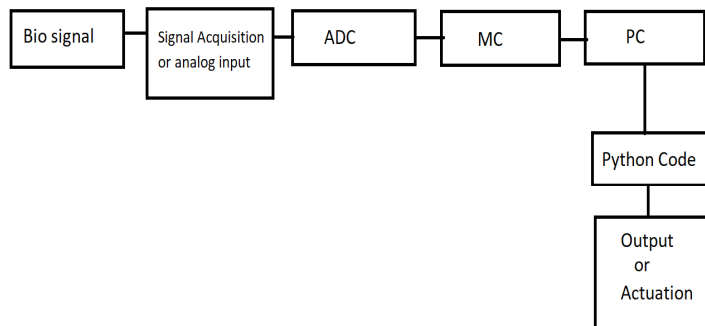 Bio signal
Signal Acquisition
or analog input
ADC
MC
PC
Python Code
Output
or
Actuation